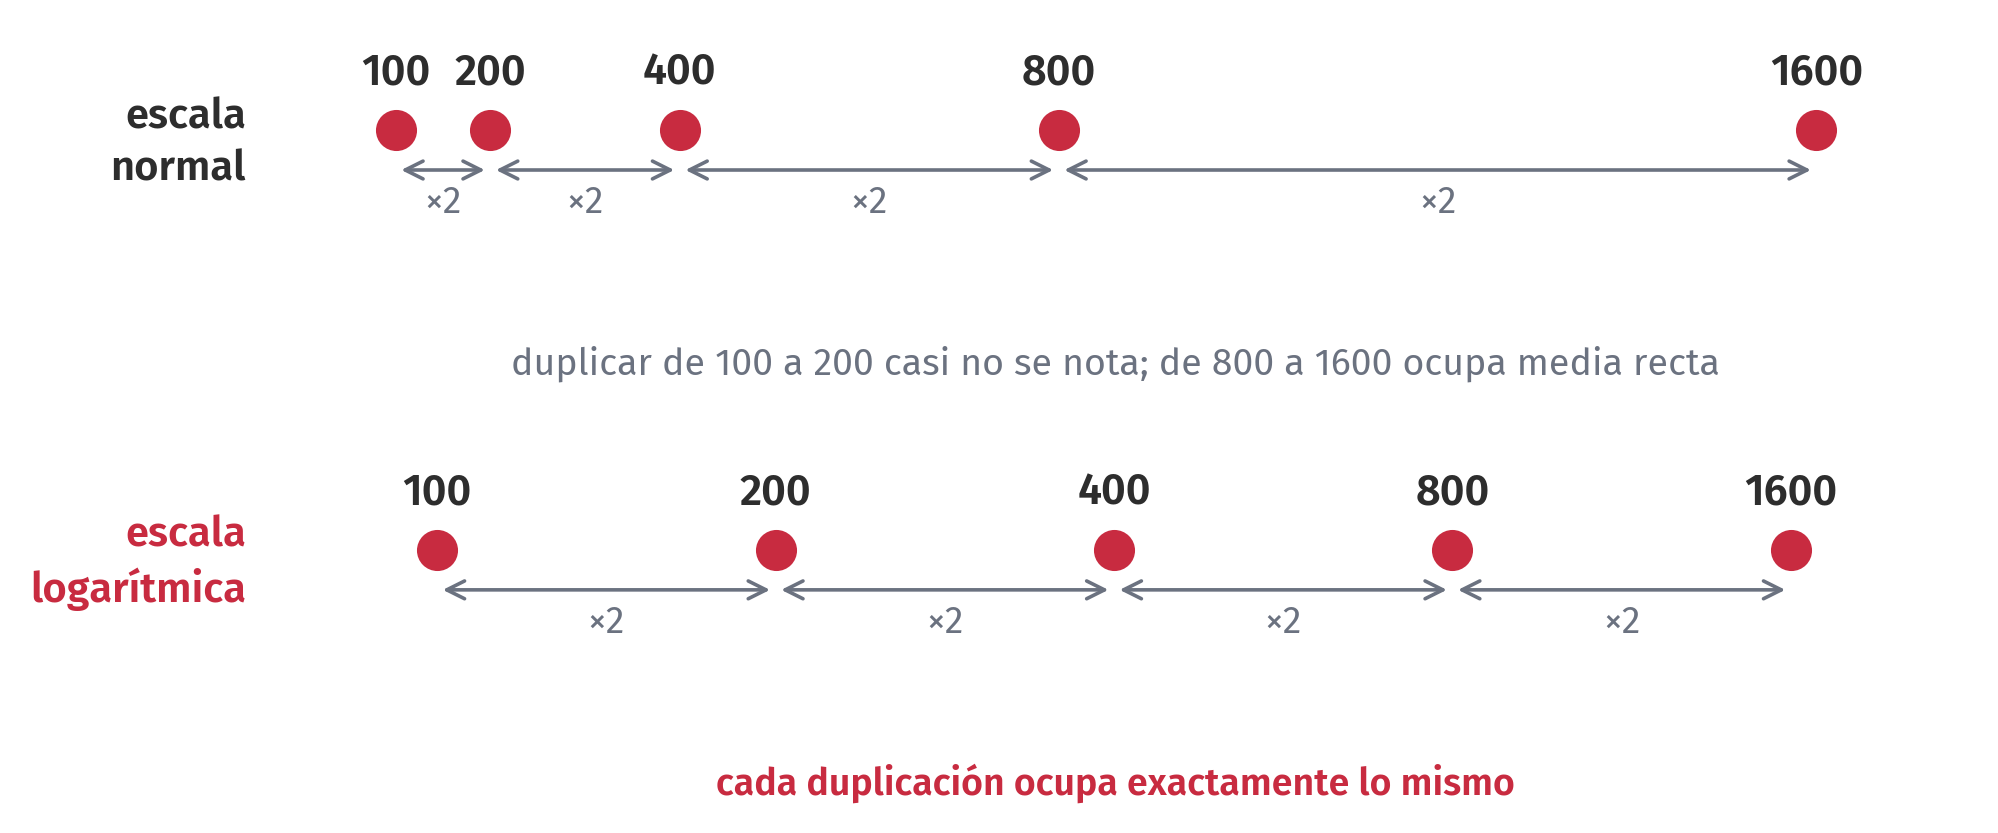 100 200 400 800 1600
escala
normal
×2 ×2 ×2 ×2
duplicar de 100 a 200 casi no se nota; de 800 a 1600 ocupa media recta
100 200 400 800 1600
escala
logarítmica
×2 ×2 ×2 ×2
cada duplicación ocupa exactamente lo mismo